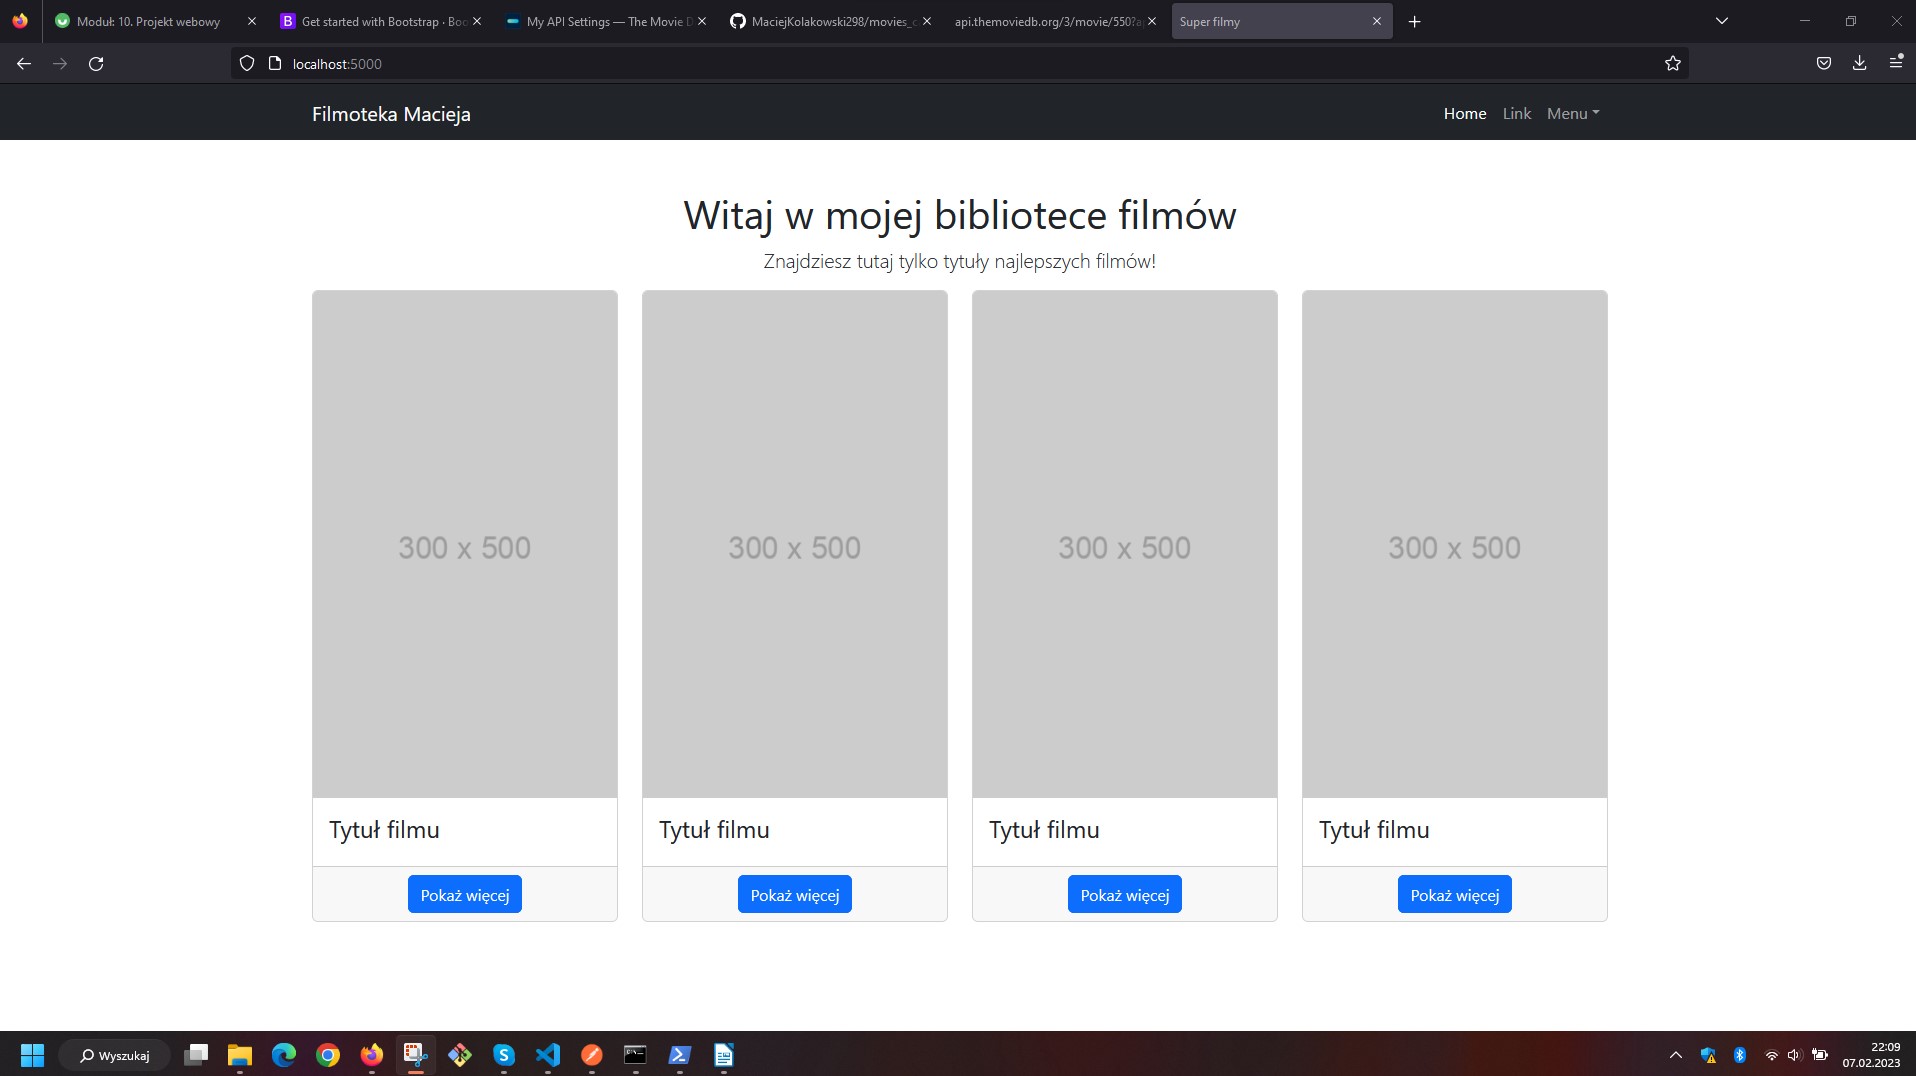 Moduł: 10. Projekt webowy
Get started with Bootstrap · Boo
My API Settings — The Movie D
MaciejKolakowski298/movies_c
api.themoviedb.org/3/movie/550?a
Super filmy
localhost:5000
Filmoteka Macieja
Home Link Menu
Witaj w mojej bibliotece filmów
Znajdziesz tutaj tylko tytuły najlepszych filmów!
300 x 500
300 x 500
300 x 500
300 x 500
Tytuł filmu
Tytuł filmu
Tytuł filmu
Tytuł filmu
Pokaż więcej
Pokaż więcej
Pokaż więcej
Pokaż więcej
Wyszukaj
22:09
07.02.2023